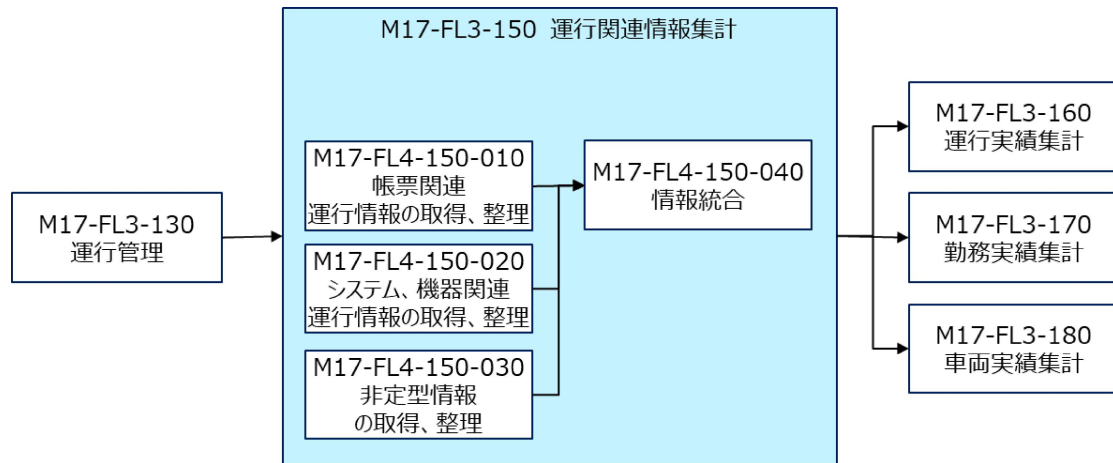 M17-FL3-150 運行関連情報集計
M17-FL3-130
運行管理
M17-FL4-150-010
帳票関連
運行情報の取得、整理
M17-FL4-150-020
システム、機器関連
運行情報の取得、整理
M17-FL4-150-030
非定型情報
の取得、整理
M17-FL4-150-040
情報統合
M17-FL3-160
運行実績集計
M17-FL3-170
勤務実績集計
M17-FL3-180
車両実績集計